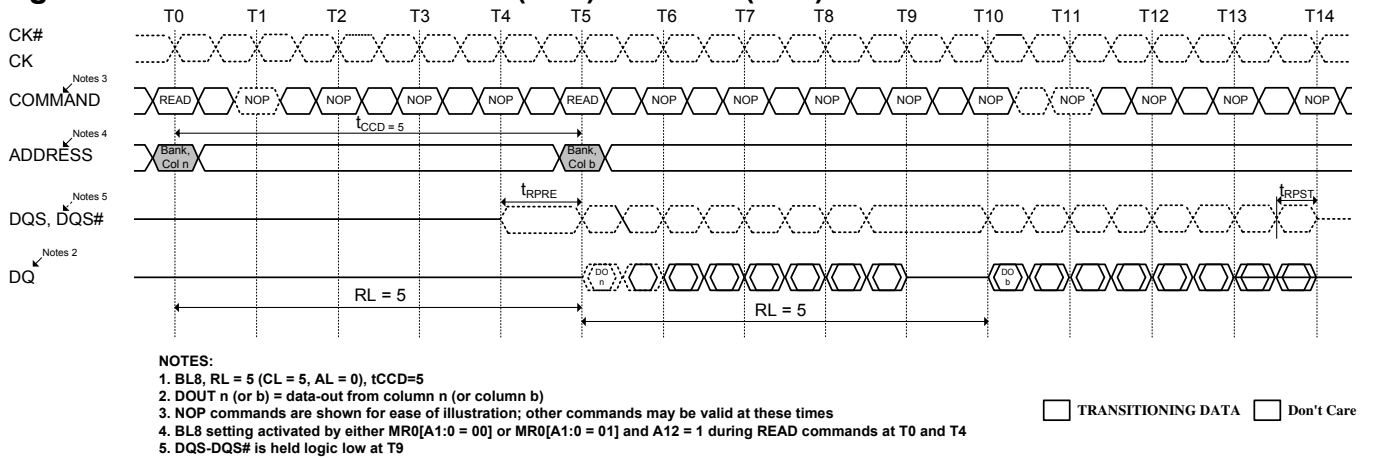 T0 T1 T2 T3 T4 T5 T6 T7 T8 T9 T10 T11 T12 T13 T14
CK#
CK
Notes 3
COMMAND
READ NOP NOP NOP NOP READ NOP NOP NOP NOP NOP NOP NOP NOP NOP
tCCD = 5
Notes 4
ADDRESS
Bank, Col n
Bank, Col b
Notes 5
DQS, DQS#
tRPRE
tRPST
Notes 2
DQ
DO n
DO b
RL = 5
RL = 5
NOTES:
1. BL8, RL = 5 (CL = 5, AL = 0), tCCD=5
2. DOUT n (or b) = data-out from column n (or column b)
3. NOP commands are shown for ease of illustration; other commands may be valid at these times
4. BL8 setting activated by either MR0[A1:0 = 00] or MR0[A1:0 = 01] and A12 = 1 during READ commands at T0 and T4
5. DQS-DQS# is held logic low at T9
TRANSITIONING DATA
Don't Care